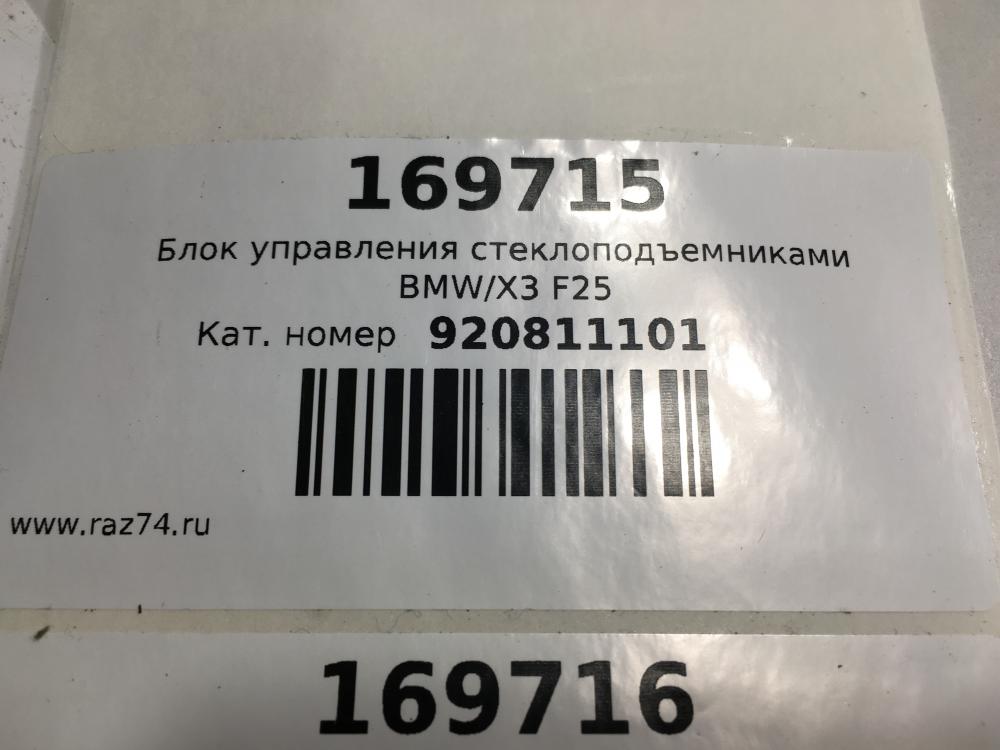 169715
Блок управления стеклоподъемниками
BMW/X3 F25
Кат. номер 920811101
www.raz74.ru
169716